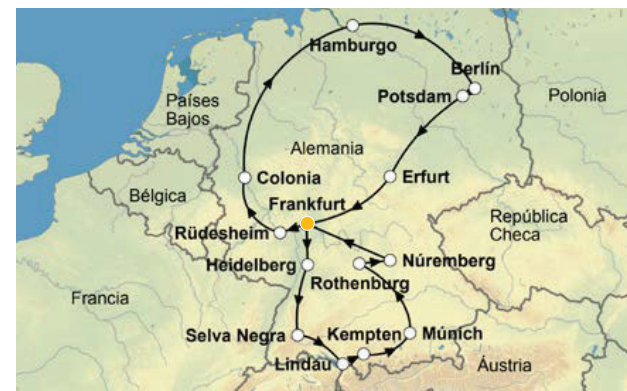 Hamburgo
Berlín
Potsdam
Países
Bajos
Polonia
Alemania
Bélgica
Colonia
Erfurt
Frankfurt
Rüdesheim
República
Checa
Heidelberg
Núremberg
Rothenburg
Francia
Selva Negra
Kempten
Múnich
Lindau
Áustria